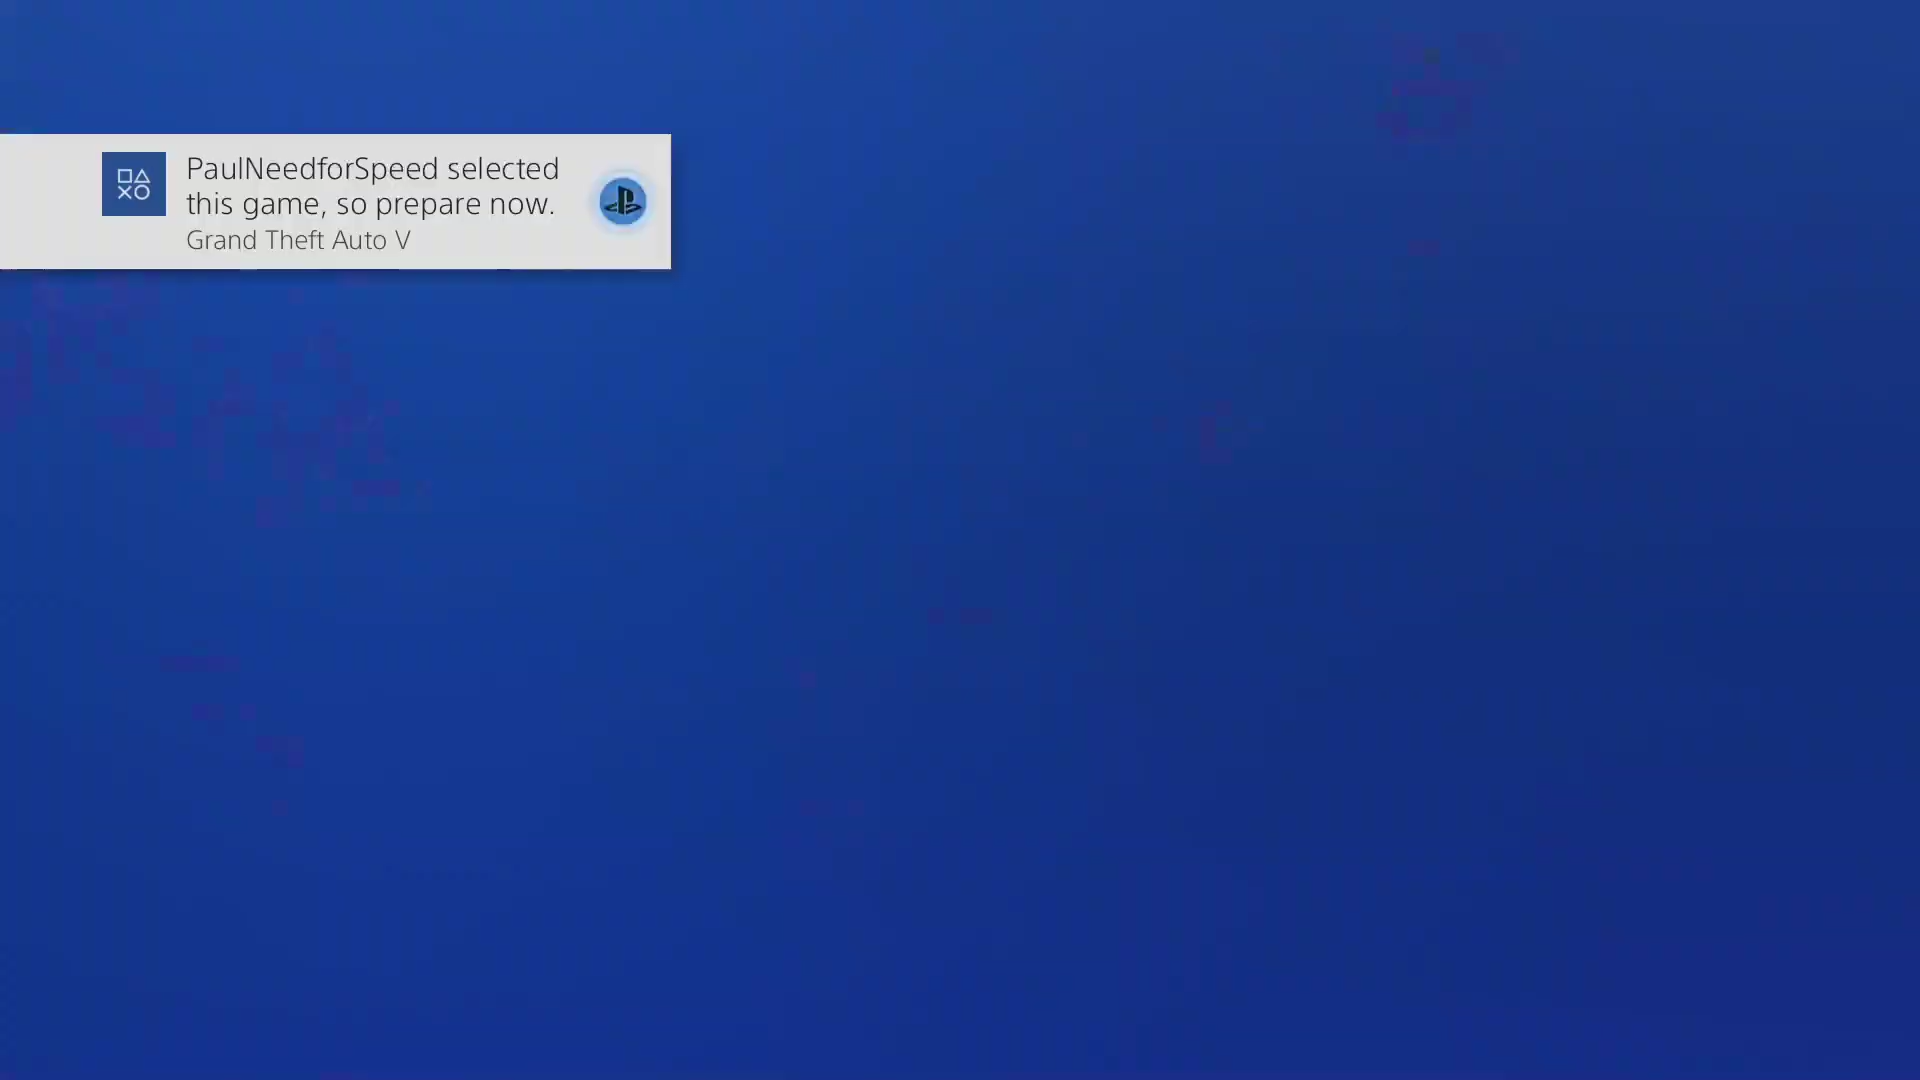 PaulNeedforSpeed selected
this game, so prepare now.
Grand Theft Auto V